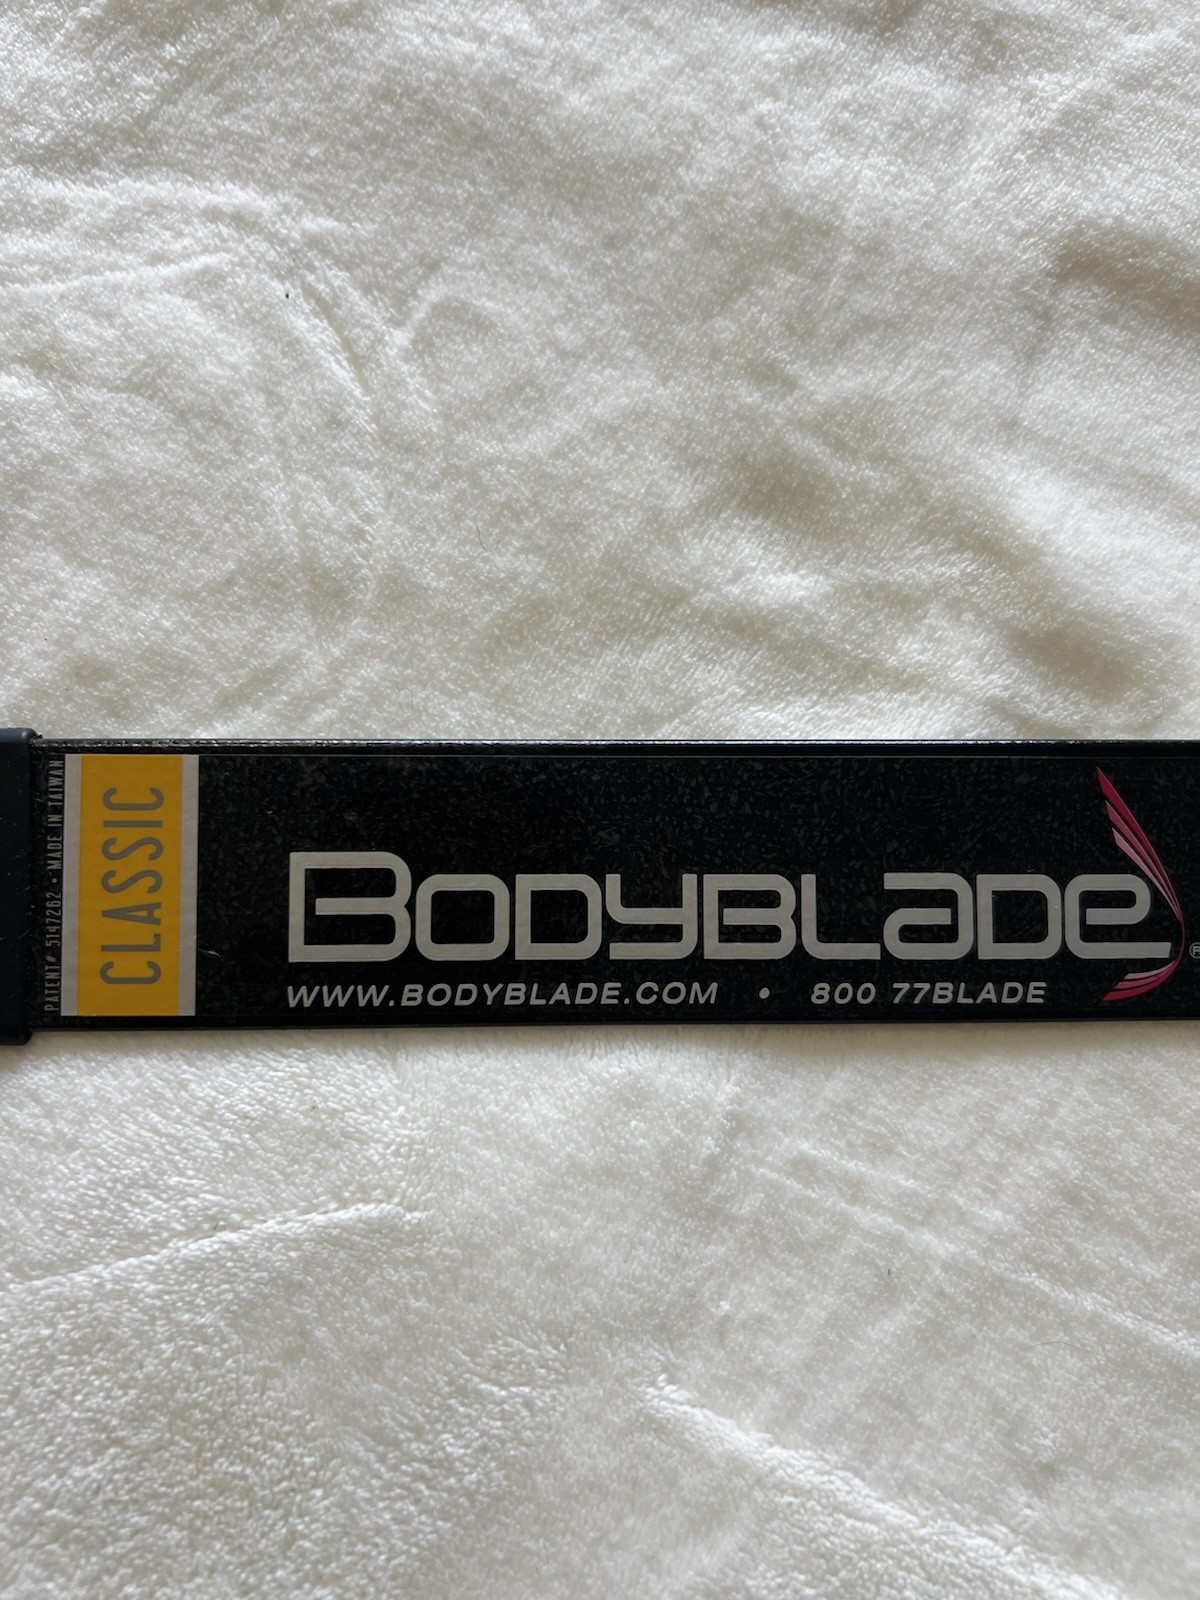 PATENT# 5147262 • MADE IN TAIWAN
CLASSIC
BODYBLADE®
WWW.BODYBLADE.COM • 800 77BLADE